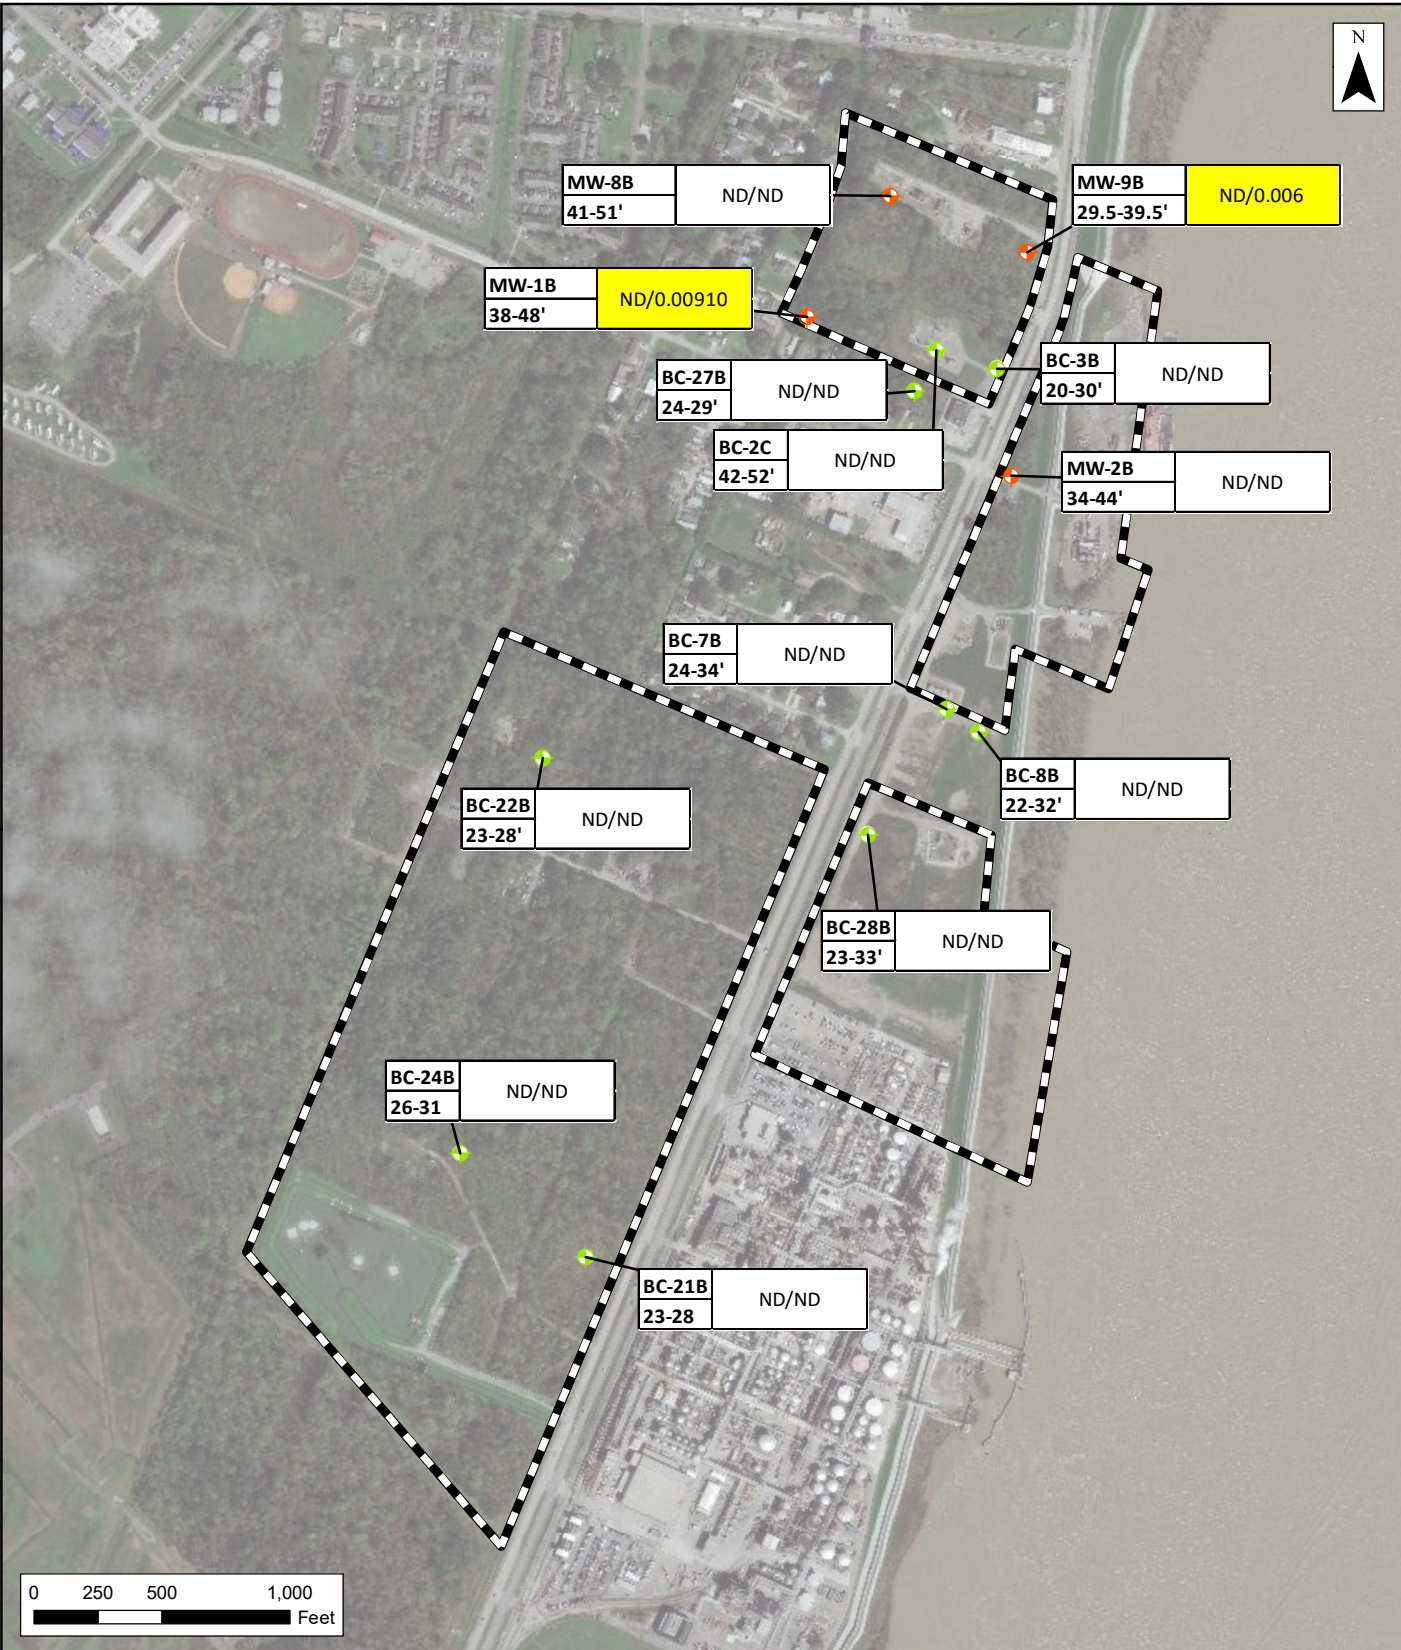 N
MW-8B
41-51'
ND/ND
MW-9B
29.5-39.5'
ND/0.006
MW-1B
38-48'
ND/0.00910
BC-27B
24-29'
ND/ND
BC-3B
20-30'
ND/ND
BC-2C
42-52'
ND/ND
MW-2B
34-44'
ND/ND
BC-7B
24-34'
ND/ND
BC-8B
22-32'
ND/ND
BC-22B
23-28'
ND/ND
BC-28B
23-33'
ND/ND
BC-24B
26-31
ND/ND
BC-21B
23-28
ND/ND
0 250 500 1,000
Feet